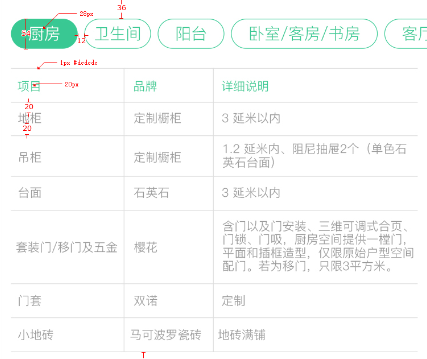 36
28px
厨房 卫生间 阳台 卧室/客房/书房 客厅
12
1px #dcdcdc
项目 品牌 详细说明
20px
地柜 定制橱柜 3 延米以内
20
20
吊柜 定制橱柜 1.2 延米内、阻尼抽屉2个（单色石
英石台面）
台面 石英石 3 延米以内
套装门/移门及五金 樱花 含门以及门安装、三维可调式合页、
门锁、门吸，厨房空间提供一樘门，
平面和插框造型，仅限原始户型空间
配门。若为移门，只限3平方米。
门套 双诺 定制
小地砖 马可波罗瓷砖 地砖满铺